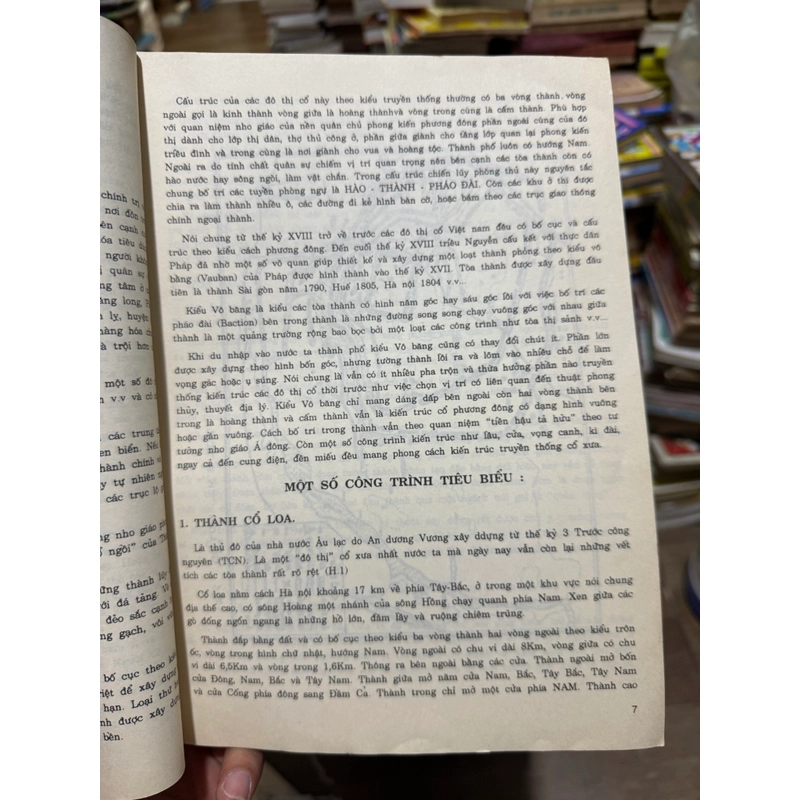 Cấu trúc của các đô thị cổ này theo kiểu truyền thống thường có ba vòng thành, vòng
ngoài gọi là kinh thành vòng giữa là hoàng thànhvà vòng trong cùng là cấm thành. Phù hợp
với quan niệm nho giáo của nền quân chủ phong kiến phương đông phần ngoài cùng của đô
thị dành cho lớp thị dân, thợ thủ công ở, phần giữa giành cho tầng lớp quan lại phong kiến
triều đình và trong cùng là nơi giành cho vua và hoàng tộc. Thành phố luôn có hướng Nam.
Ngoài ra do tính chất quân sự chiếm vị trí quan trọng nên bên cạnh các tòa thành còn có
hào nước hay sông ngòi, làm vật chắn. Trong cấu trúc chiến lũy phòng thủ này nguyên tắc
chung bố trí các tuyến phòng ngự là HÀO - THÀNH - PHÁO ĐÀI. Còn các khu ở thì được
chia ra làm thành nhiều ô, các đường đi kẻ hình bàn cờ, hoặc bám theo các trục giao thông
chính ngoại thành.
Nói chung từ thế kỷ XVIII trở về trước các đô thị cổ Việt nam đều có bố cục và cấu
trúc theo kiểu cách phương đông. Đến cuối thế kỷ XVIII triều Nguyễn cấu kết với thực dân
Pháp đã nhờ một số võ quan giúp thiết kế và xây dựng một loạt thành phòng theo kiểu vô
băng (Vauban) của Pháp được hình thành vào thế kỷ XVII. Tòa thành được xây dựng đầu
tiên là thành Sài gòn năm 1790, Huế 1805, Hà nội 1804 v.v...
Kiểu Vô băng là kiểu các tòa thành có hình năm góc hay sáu góc lồi với việc bố trí các
pháo đài (Baction) bên trong thành là những đường song song chạy vuông góc với nhau giữa
thành là một quảng trường rộng bao bọc bởi một loạt các công trình như tòa thị sảnh v.v...
Khi du nhập vào nước ta thành phố kiểu Vô băng cũng có thay đổi chút ít. Phần lớn
được xây dựng theo hình bốn góc, nhưng tường thành lồi ra và lõm vào nhiều chỗ để làm
vọng gác hoặc ụ súng. Nói chung là vẫn có ít nhiều pha trộn và thừa hưởng phần nào truyền
thống kiến trúc các đô thị cổ thời trước như việc chọn vị trí có liên quan đến thuật phong
thủy, thuyết địa lý. Kiểu Vô băng chỉ mang dáng dấp bên ngoài còn hai vòng thành bên
trong là hoàng thành và cấm thành vẫn là kiến trúc cổ phương đông có dạng hình vuông
hoặc gần vuông. Cách bố trí trong thành vẫn theo quan niệm "tiền hậu tả hữu" theo tư
tưởng nho giáo Á đông. Còn một số công trình kiến trúc như lầu, cửa, vọng canh, kì đài,
ngay cả đến cung điện, đền miếu đều mang phong cách kiến trúc truyền thống cổ xưa.
MỘT SỐ CÔNG TRÌNH TIÊU BIỂU :
1. THÀNH CỔ LOA.
Là thủ đô của nhà nước Âu lạc do An dương Vương xây ddựng từ thế kỷ 3 Trước công
nguyên (TCN). Là một "đô thị" cổ xưa nhất nước ta mà ngày nay vẫn còn lại những vết
tích các tòa thành rất rõ rệt (H.1)
Cổ loa nằm cách Hà nội khoảng 17 km về phía Tây-Bắc, ở trong một khu vực nói chung
địa thế cao, có sông Hoàng một nhánh của sông Hồng chạy quanh phía Nam. Xen giữa các
gò đống ngổn ngang là những hồ lớn, đầm lầy và ruộng chiêm trũng.
Thành đắp bằng đất và có bố cục theo kiểu ba vòng thành hai vòng ngoài theo kiểu trôn
ốc, vòng trong hình chữ nhật, hướng Nam. Vòng ngoài có chu vi dài 8Km, vòng giữa có chu
vi dài 6,5Km và vòng trong 1,6Km. Thông ra bên ngoài bằng các cửa. Thành ngoài mở bốn
cửa Đông, Nam, Bắc và Tây Nam. Thành giữa mở năm cửa Nam, Bắc, Tây Bắc, Tây Nam
và cửa Cống phía đông sang Đầm Cả. Thành trong chỉ mở một cửa phía NAM. Thành cao
7